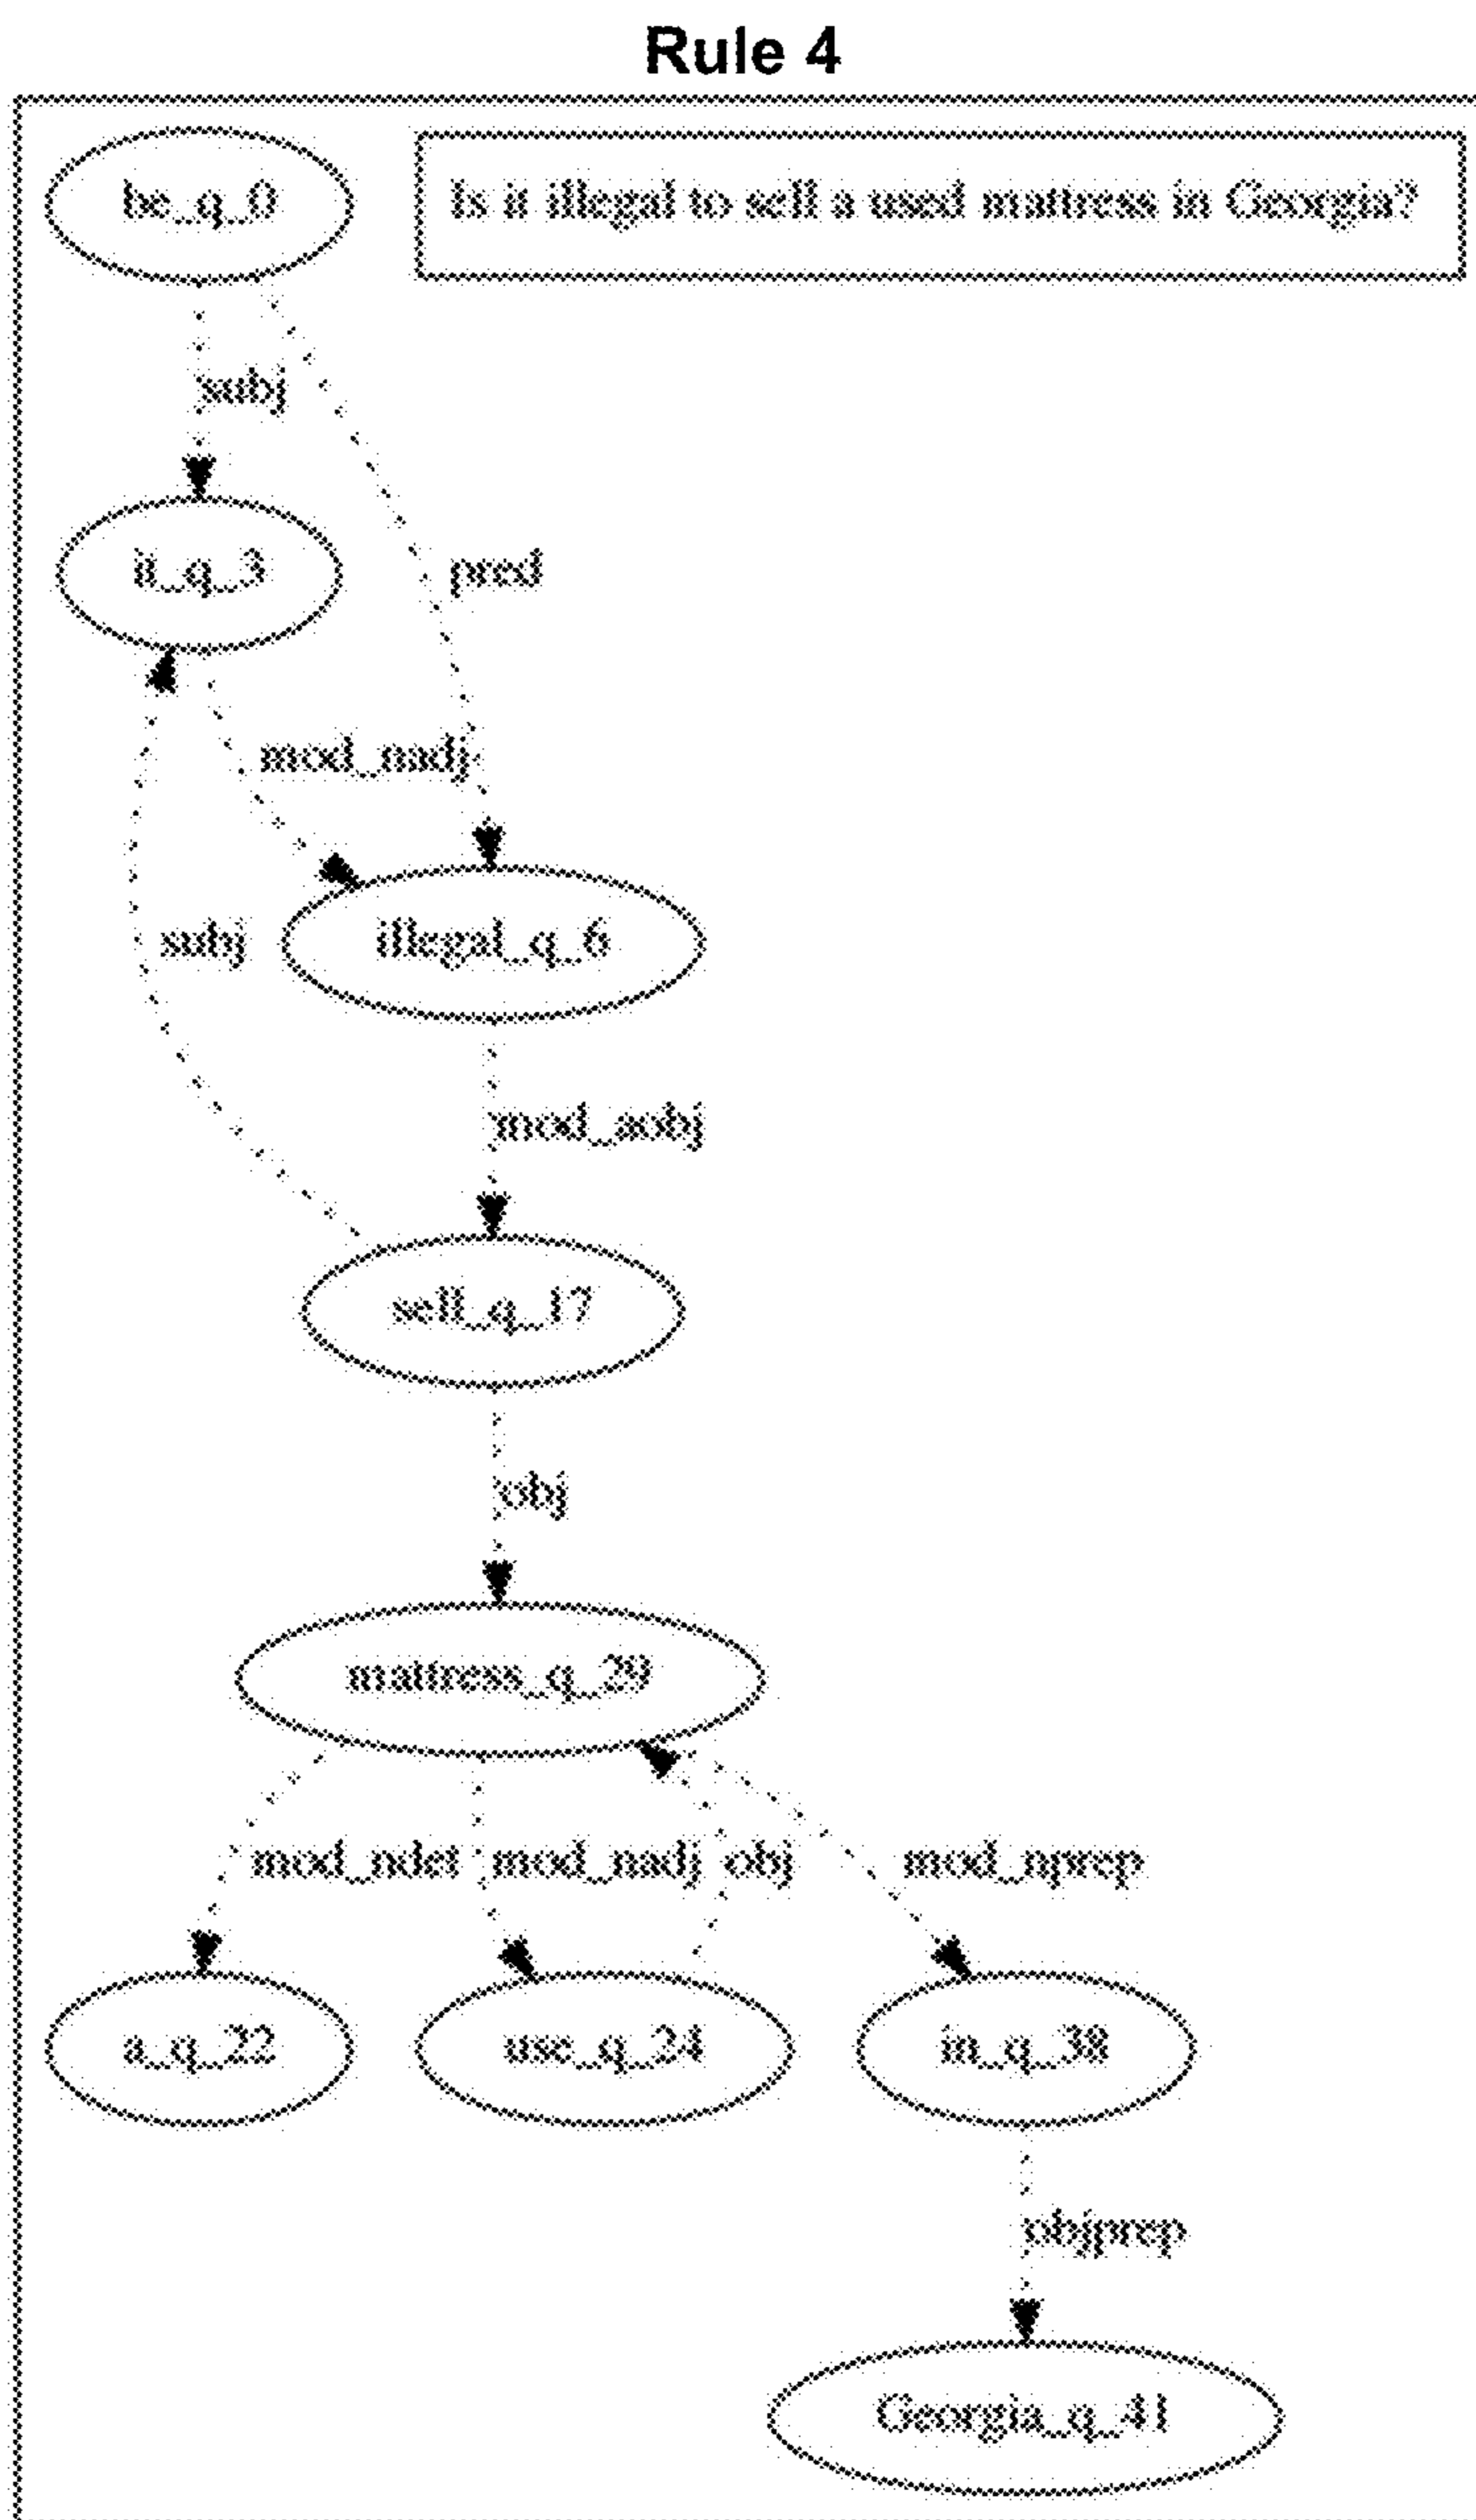 Rule 4
be_q_0
Is it illegal to sell a used mattress in Georgia?
subj
it_q_3
pred
mod_nadj
subj
illegal_q_6
mod_aobj
sell_q_17
obj
mattress_q_29
mod_ndet
mod_nadj
obj
mod_nprep
a_q_22
use_q_24
in_q_38
objprep
Georgia_q_41